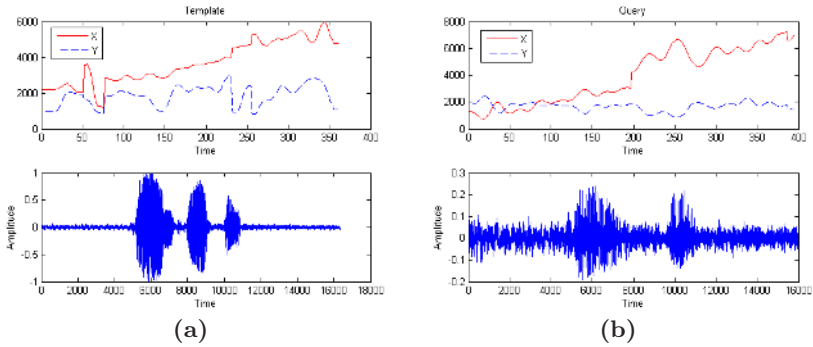 Template
6000
4000
2000
0
X
Y
0 50 100 150 200 250 300 350 400
Time
1
0.5
0
-0.5
-1
Amplitude
0 2000 4000 6000 8000 10000 12000 14000 16000 18000
Time
(a)
Query
8000
6000
4000
2000
0
X
Y
0 50 100 150 200 250 300 350 400
Time
0.3
0.2
0.1
0
-0.1
-0.2
Amplitude
0 2000 4000 6000 8000 10000 12000 14000 16000
Time
(b)